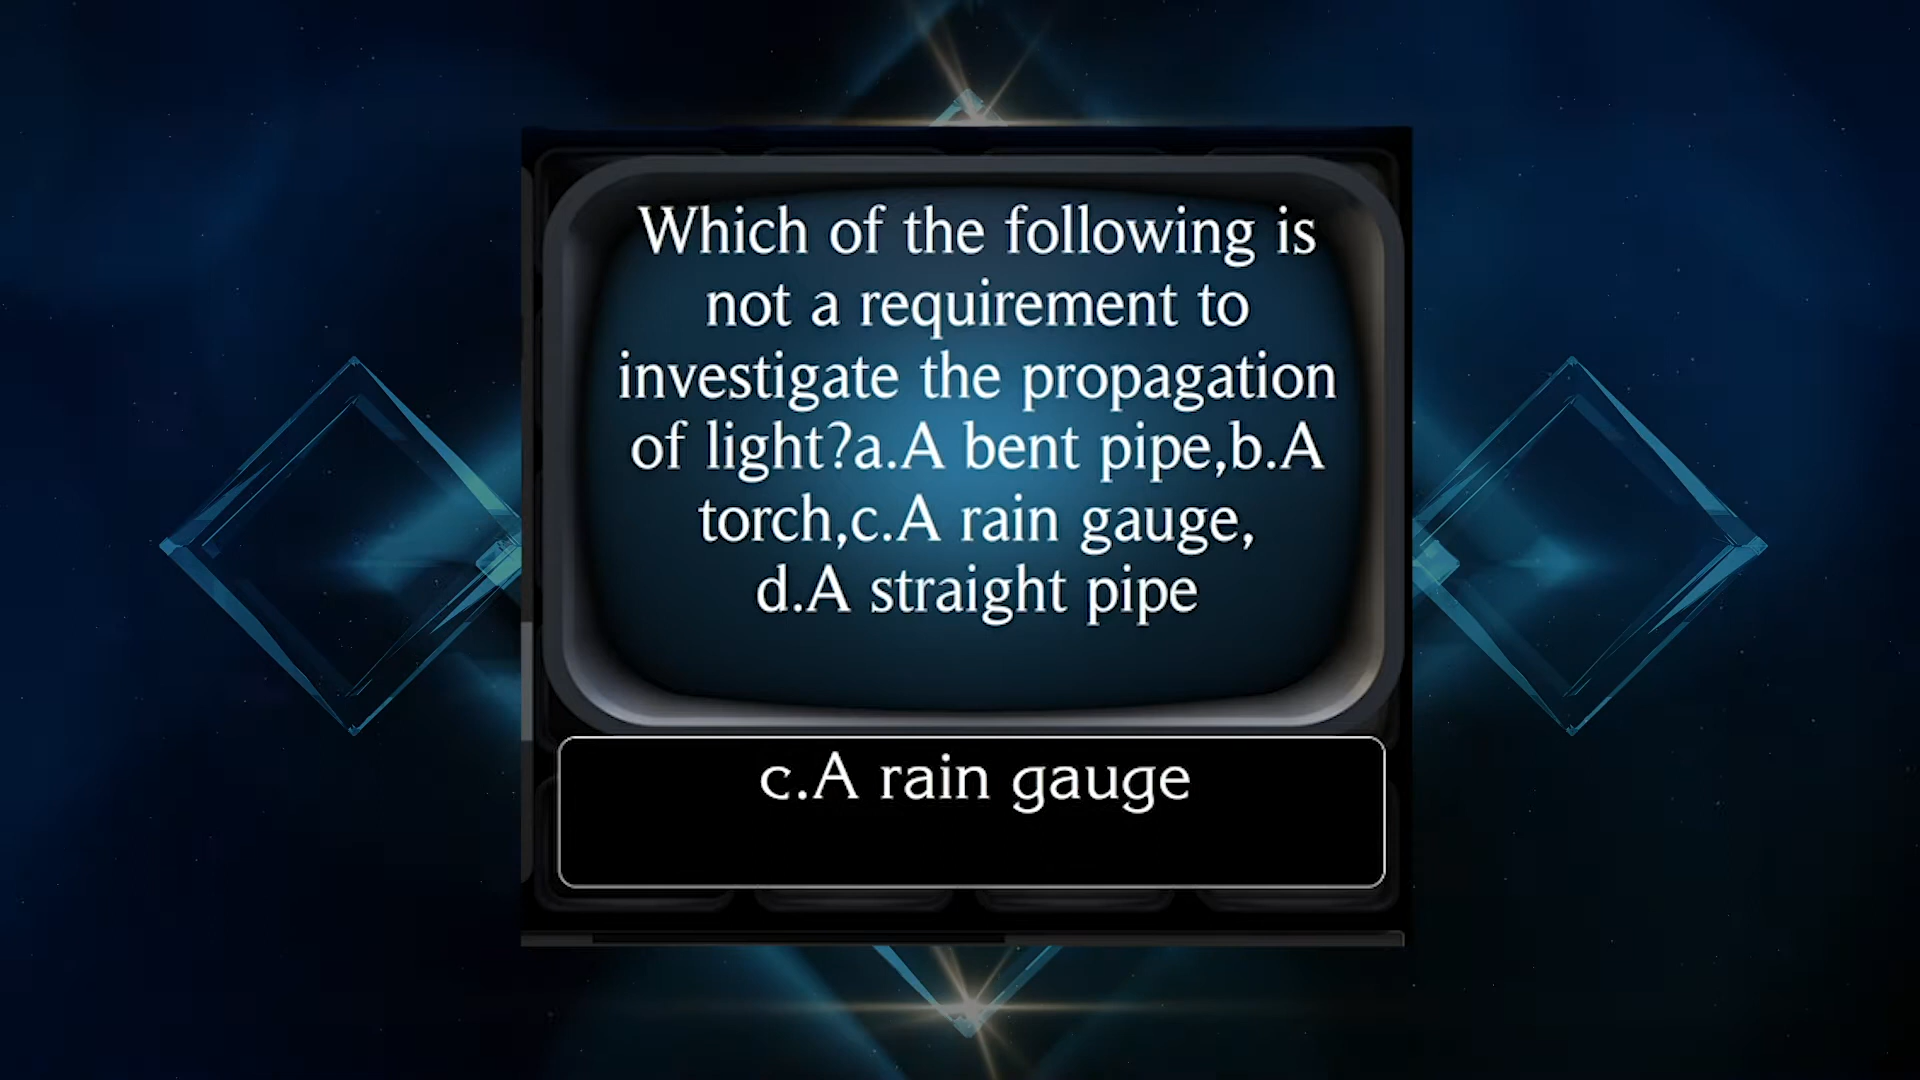 Which of the following is
not a requirement to
investigate the propagation
of light?a.A bent pipe,b.A
torch,c.A rain gauge,
d.A straight pipe
c.A rain gauge